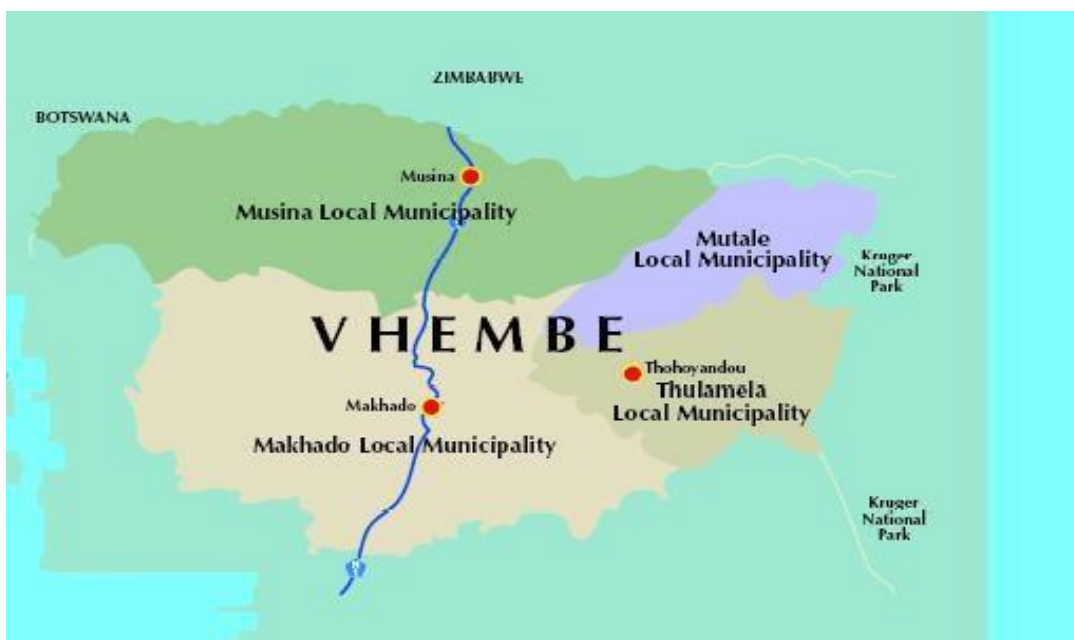 ZIMBABWE
BOTSWANA
Musina
Musina Local Municipality
Mutale
Local Municipality
Kruger
National
Park
VHEMBE
Thohoyandou
Thulamela
Local Municipality
Makhado
Makhado Local Municipality
Kruger
National
Park